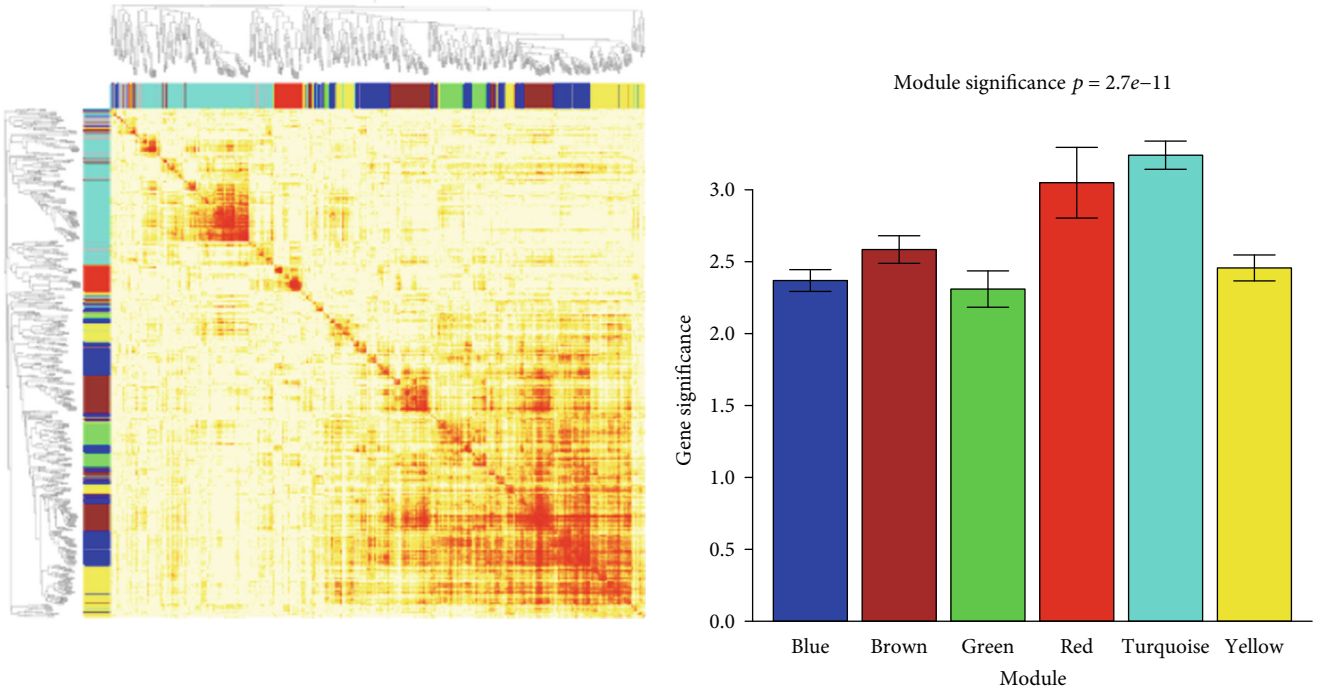 Module significance p = 2.7e–11
Gene significance
3.0
2.5
2.0
1.5
1.0
0.5
0.0
Blue Brown Green Red Turquoise Yellow
Module